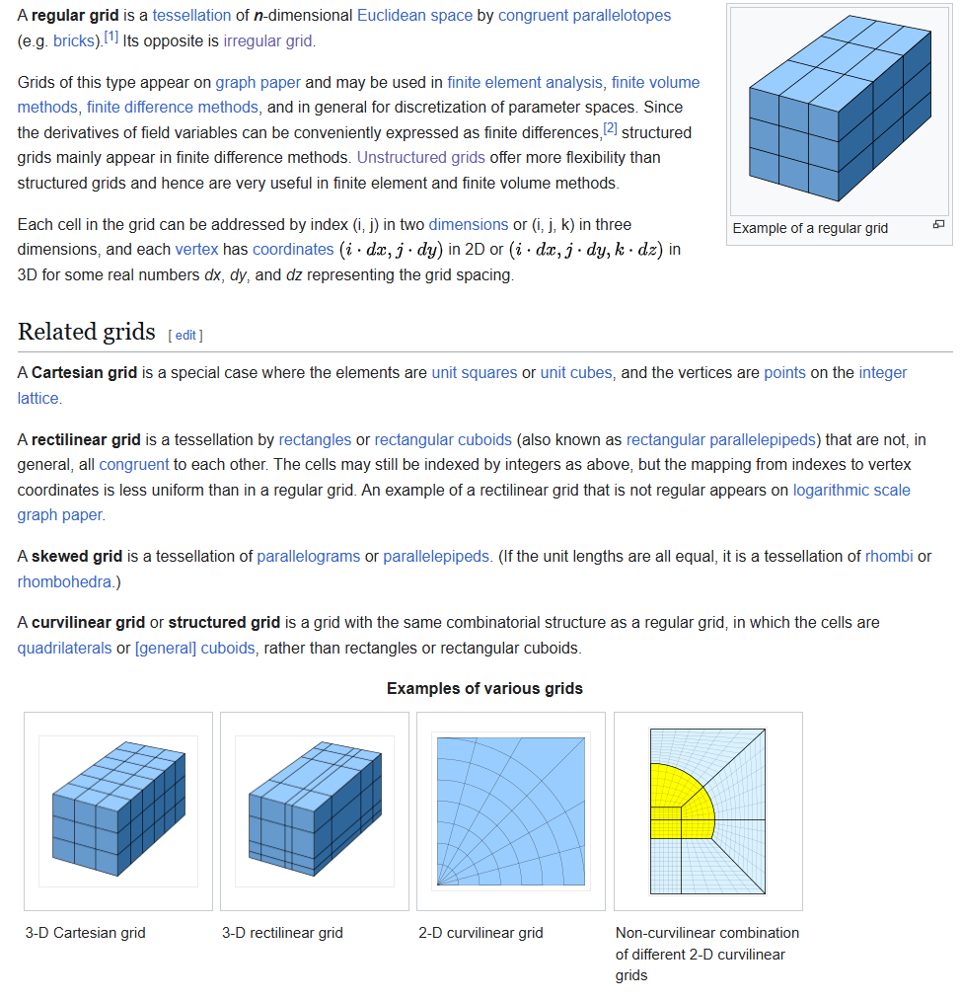 A regular grid is a tessellation of n-dimensional Euclidean space by congruent parallelotopes
(e.g. bricks).[1] Its opposite is irregular grid.
Grids of this type appear on graph paper and may be used in finite element analysis, finite volume
methods, finite difference methods, and in general for discretization of parameter spaces. Since
the derivatives of field variables can be conveniently expressed as finite differences,[2] structured
grids mainly appear in finite difference methods. Unstructured grids offer more flexibility than
structured grids and hence are very useful in finite element and finite volume methods.
Each cell in the grid can be addressed by index (i, j) in two dimensions or (i, j, k) in three
dimensions, and each vertex has coordinates (i · dx, j · dy) in 2D or (i · dx, j · dy, k · dz) in
3D for some real numbers dx, dy, and dz representing the grid spacing.
Example of a regular grid
Related grids [ edit ]
A Cartesian grid is a special case where the elements are unit squares or unit cubes, and the vertices are points on the integer
lattice.
A rectilinear grid is a tessellation by rectangles or rectangular cuboids (also known as rectangular parallelepipeds) that are not, in
general, all congruent to each other. The cells may still be indexed by integers as above, but the mapping from indexes to vertex
coordinates is less uniform than in a regular grid. An example of a rectilinear grid that is not regular appears on logarithmic scale
graph paper.
A skewed grid is a tessellation of parallelograms or parallelepipeds. (If the unit lengths are all equal, it is a tessellation of rhombi or
rhombohedra.)
A curvilinear grid or structured grid is a grid with the same combinatorial structure as a regular grid, in which the cells are
quadrilaterals or [general] cuboids, rather than rectangles or rectangular cuboids.
Examples of various grids
3-D Cartesian grid
3-D rectilinear grid
2-D curvilinear grid
Non-curvilinear combination
of different 2-D curvilinear
grids